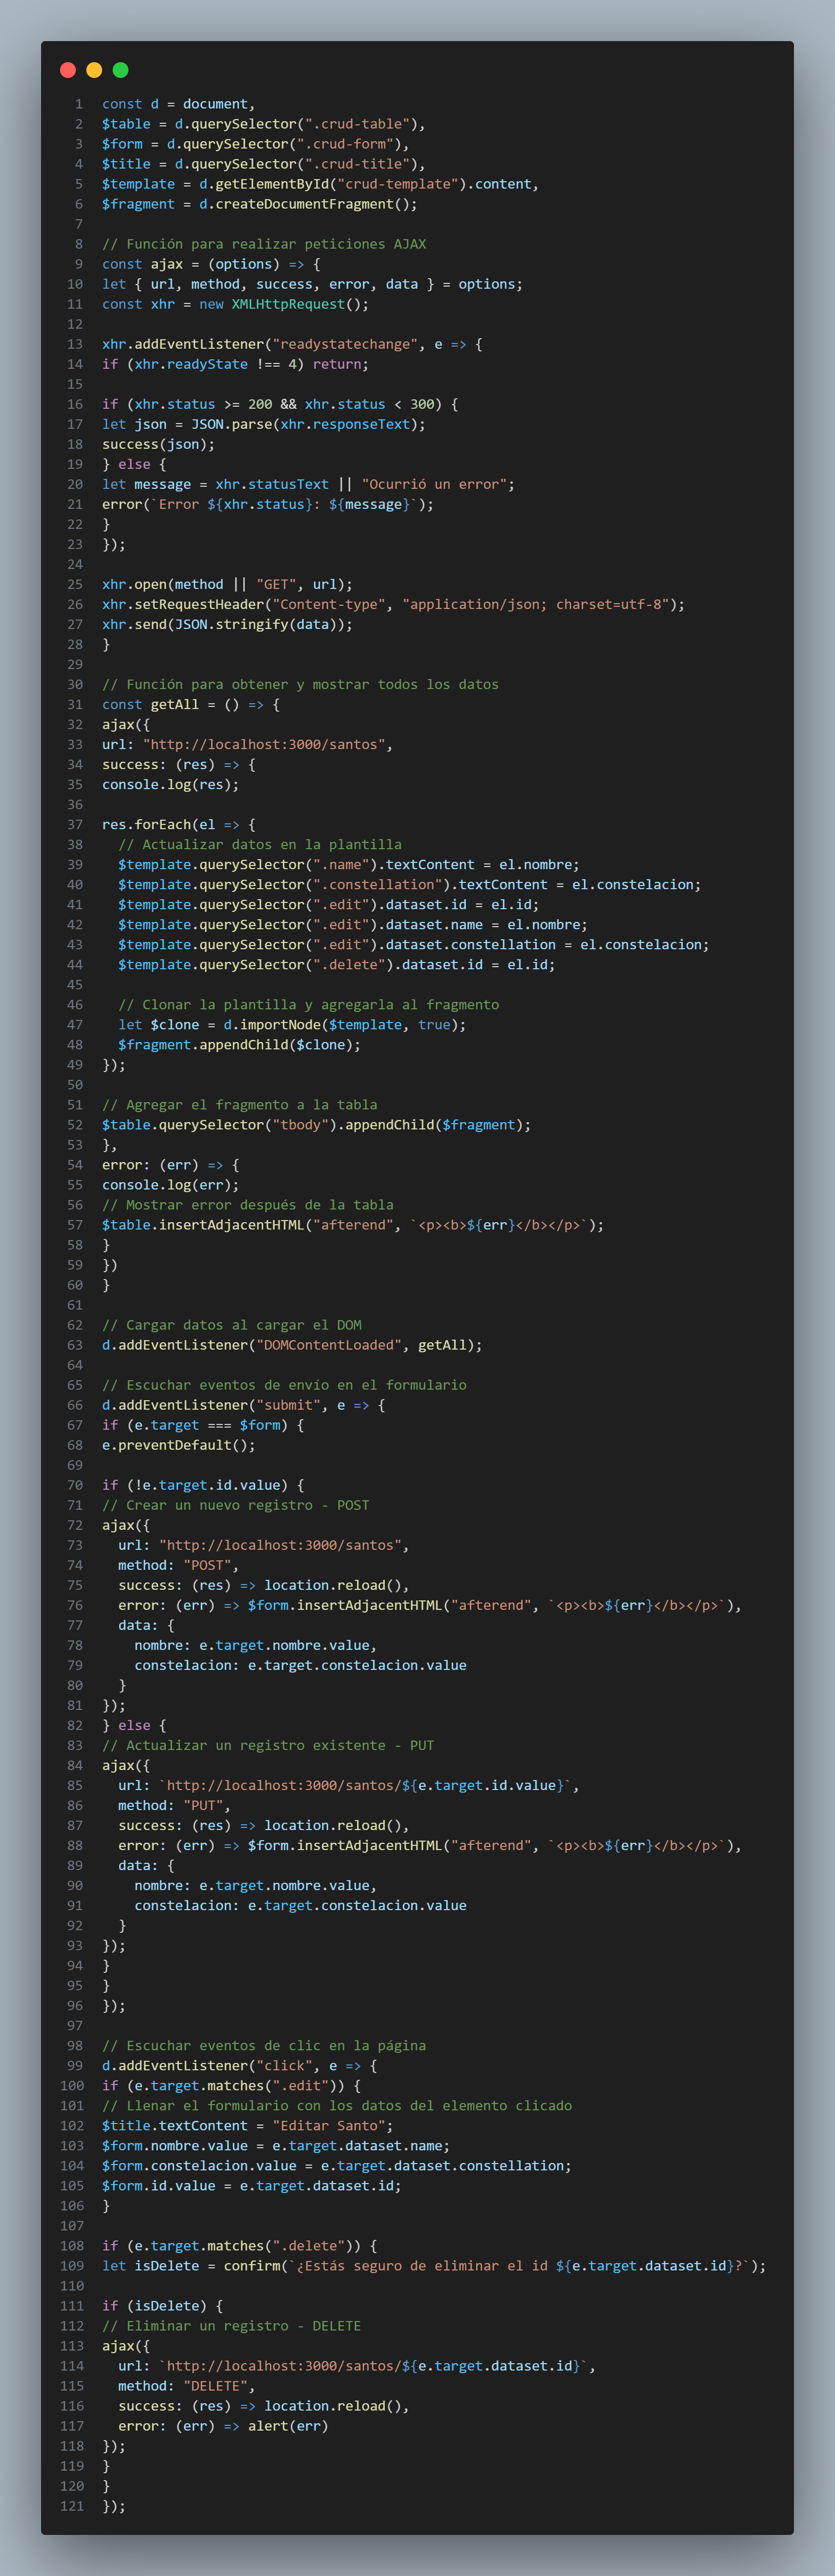 1 const d = document,
2 $table = d.querySelector(".crud-table"),
3 $form = d.querySelector(".crud-form"),
4 $title = d.querySelector(".crud-title"),
5 $template = d.getElementById("crud-template").content,
6 $fragment = d.createDocumentFragment();
7
8 // Función para realizar peticiones AJAX
9 const ajax = (options) => {
10 let { url, method, success, error, data } = options;
11 const xhr = new XMLHttpRequest();
12
13 xhr.addEventListener("readystatechange", e => {
14 if (xhr.readyState !== 4) return;
15
16 if (xhr.status >= 200 && xhr.status < 300) {
17 let json = JSON.parse(xhr.responseText);
18 success(json);
19 } else {
20 let message = xhr.statusText || "Ocurrió un error";
21 error(`Error ${xhr.status}: ${message}`);
22 }
23 });
24
25 xhr.open(method || "GET", url);
26 xhr.setRequestHeader("Content-type", "application/json; charset=utf-8");
27 xhr.send(JSON.stringify(data));
28 }
29
30 // Función para obtener y mostrar todos los datos
31 const getAll = () => {
32 ajax({
33 url: "http://localhost:3000/santos",
34 success: (res) => {
35 console.log(res);
36
37 res.forEach(el => {
38   // Actualizar datos en la plantilla
39   $template.querySelector(".name").textContent = el.nombre;
40   $template.querySelector(".constellation").textContent = el.constelacion;
41   $template.querySelector(".edit").dataset.id = el.id;
42   $template.querySelector(".edit").dataset.name = el.nombre;
43   $template.querySelector(".edit").dataset.constellation = el.constelacion;
44   $template.querySelector(".delete").dataset.id = el.id;
45
46   // Clonar la plantilla y agregarla al fragmento
47   let $clone = d.importNode($template, true);
48   $fragment.appendChild($clone);
49 });
50
51 // Agregar el fragmento a la tabla
52 $table.querySelector("tbody").appendChild($fragment);
53 },
54 error: (err) => {
55 console.log(err);
56 // Mostrar error después de la tabla
57 $table.insertAdjacentHTML("afterend", `<p><b>${err}</b></p>`);
58 }
59 })
60 }
61
62 // Cargar datos al cargar el DOM
63 d.addEventListener("DOMContentLoaded", getAll);
64
65 // Escuchar eventos de envío en el formulario
66 d.addEventListener("submit", e => {
67 if (e.target === $form) {
68 e.preventDefault();
69
70 if (!e.target.id.value) {
71 // Crear un nuevo registro - POST
72 ajax({
73   url: "http://localhost:3000/santos",
74   method: "POST",
75   success: (res) => location.reload(),
76   error: (err) => $form.insertAdjacentHTML("afterend", `<p><b>${err}</b></p>`),
77   data: {
78     nombre: e.target.nombre.value,
79     constelacion: e.target.constelacion.value
80   }
81 });
82 } else {
83 // Actualizar un registro existente - PUT
84 ajax({
85   url: `http://localhost:3000/santos/${e.target.id.value}`,
86   method: "PUT",
87   success: (res) => location.reload(),
88   error: (err) => $form.insertAdjacentHTML("afterend", `<p><b>${err}</b></p>`),
89   data: {
90     nombre: e.target.nombre.value,
91     constelacion: e.target.constelacion.value
92   }
93 });
94 }
95 }
96 });
97
98 // Escuchar eventos de clic en la página
99 d.addEventListener("click", e => {
100 if (e.target.matches(".edit")) {
101 // Llenar el formulario con los datos del elemento clicado
102 $title.textContent = "Editar Santo";
103 $form.nombre.value = e.target.dataset.name;
104 $form.constelacion.value = e.target.dataset.constellation;
105 $form.id.value = e.target.dataset.id;
106 }
107
108 if (e.target.matches(".delete")) {
109 let isDelete = confirm(`¿Estás seguro de eliminar el id ${e.target.dataset.id}?`);
110
111 if (isDelete) {
112 // Eliminar un registro - DELETE
113 ajax({
114   url: `http://localhost:3000/santos/${e.target.dataset.id}`,
115   method: "DELETE",
116   success: (res) => location.reload(),
117   error: (err) => alert(err)
118 });
119 }
120 }
121 });